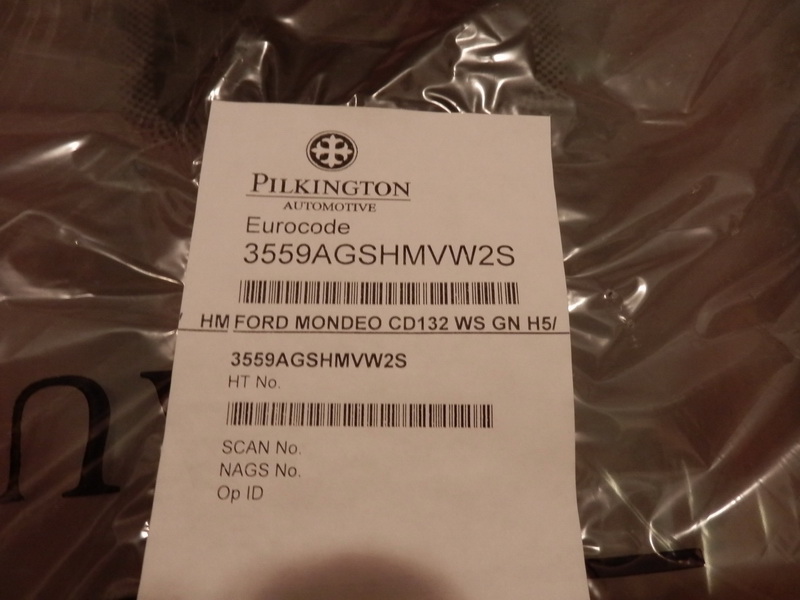 PILKINGTON
AUTOMOTIVE
Eurocode
3559AGSHMVW2S
/ HM FORD MONDEO CD132 WS GN H5/
3559AGSHMVW2S
HT No.
SCAN No.
NAGS No.
Op ID